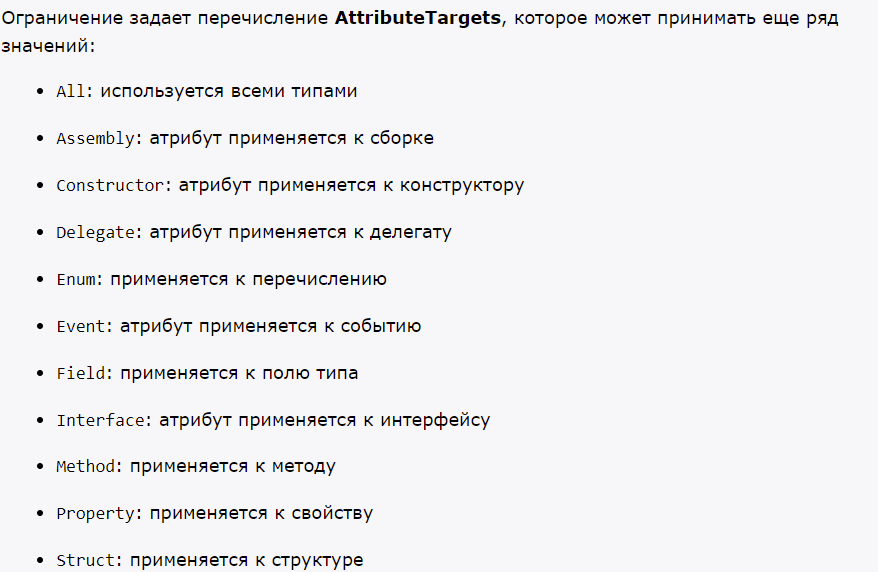 Ограничение задает перечисление AttributeTargets, которое может принимать еще ряд
значений:
• All: используется всеми типами
• Assembly: атрибут применяется к сборке
• Constructor: атрибут применяется к конструктору
• Delegate: атрибут применяется к делегату
• Enum: применяется к перечислению
• Event: атрибут применяется к событию
• Field: применяется к полю типа
• Interface: атрибут применяется к интерфейсу
• Method: применяется к методу
• Property: применяется к свойству
• Struct: применяется к структуре